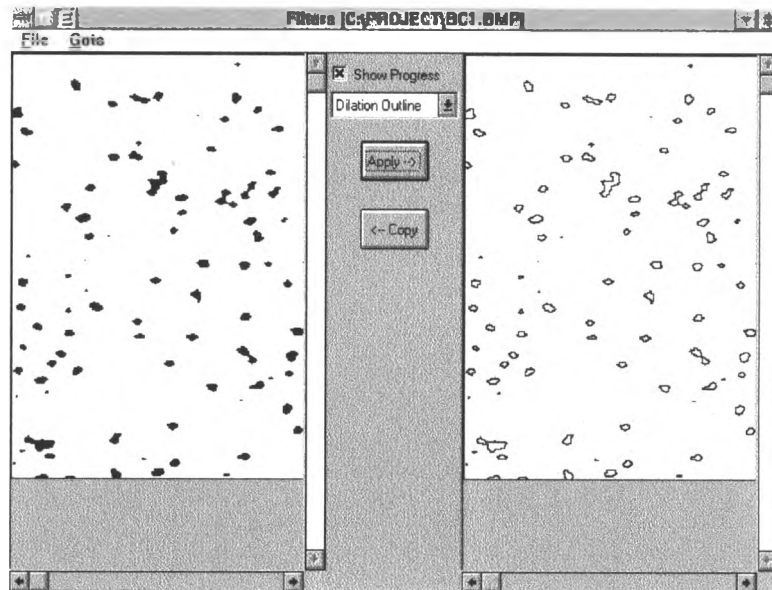 Filters [C:\PROJECT\BC1.BMP]
File Goto
Show Progress
Dilation Outline
Apply -->
<-- Copy